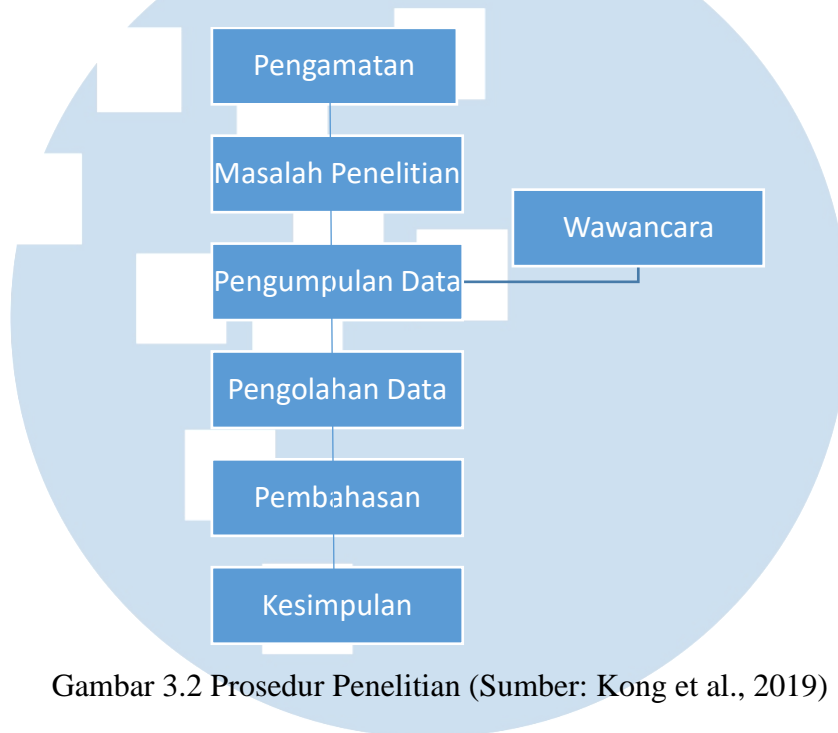 Pengamatan
Masalah Penelitian
Wawancara
Pengumpulan Data
Pengolahan Data
Pembahasan
Kesimpulan
Gambar 3.2 Prosedur Penelitian (Sumber: Kong et al., 2019)